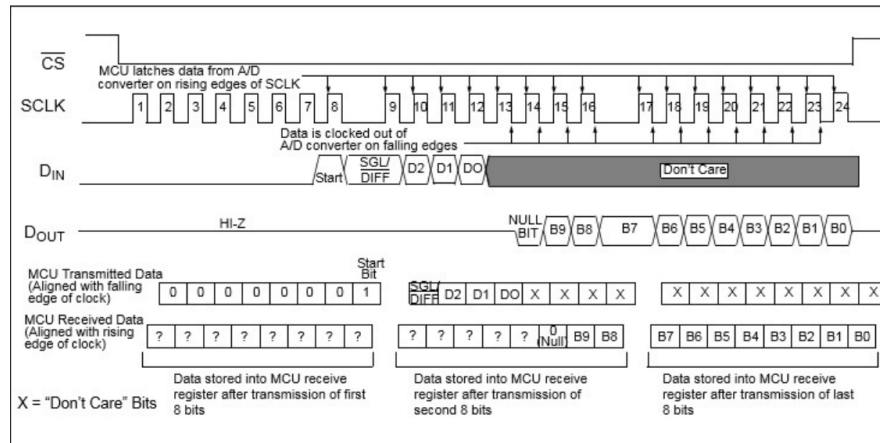 CS
MCU latches data from A/D
converter on rising edges of SCLK
SCLK
1 2 3 4 5 6 7 8 9 10 11 12 13 14 15 16 17 18 19 20 21 22 23 24
Data is clocked out of
A/D converter on falling edges
DIN
Start SGL/DIFF D2 D1 DO Don't Care
DOUT
HI-Z NULL BIT B9 B8 B7 B6 B5 B4 B3 B2 B1 B0
Start
Bit
MCU Transmitted Data
(Aligned with falling
edge of clock)
0 0 0 0 0 0 0 1 SGL/DIFF D2 D1 DO X X X X X X X X X X X X
MCU Received Data
(Aligned with rising
edge of clock)
? ? ? ? ? ? ? ? ? ? ? ? ? 0 (Null) B9 B8 B7 B6 B5 B4 B3 B2 B1 B0
Data stored into MCU receive
register after transmission of first
8 bits
Data stored into MCU receive
register after transmission of
second 8 bits
Data stored into MCU receive
register after transmission of last
8 bits
X = "Don't Care" Bits